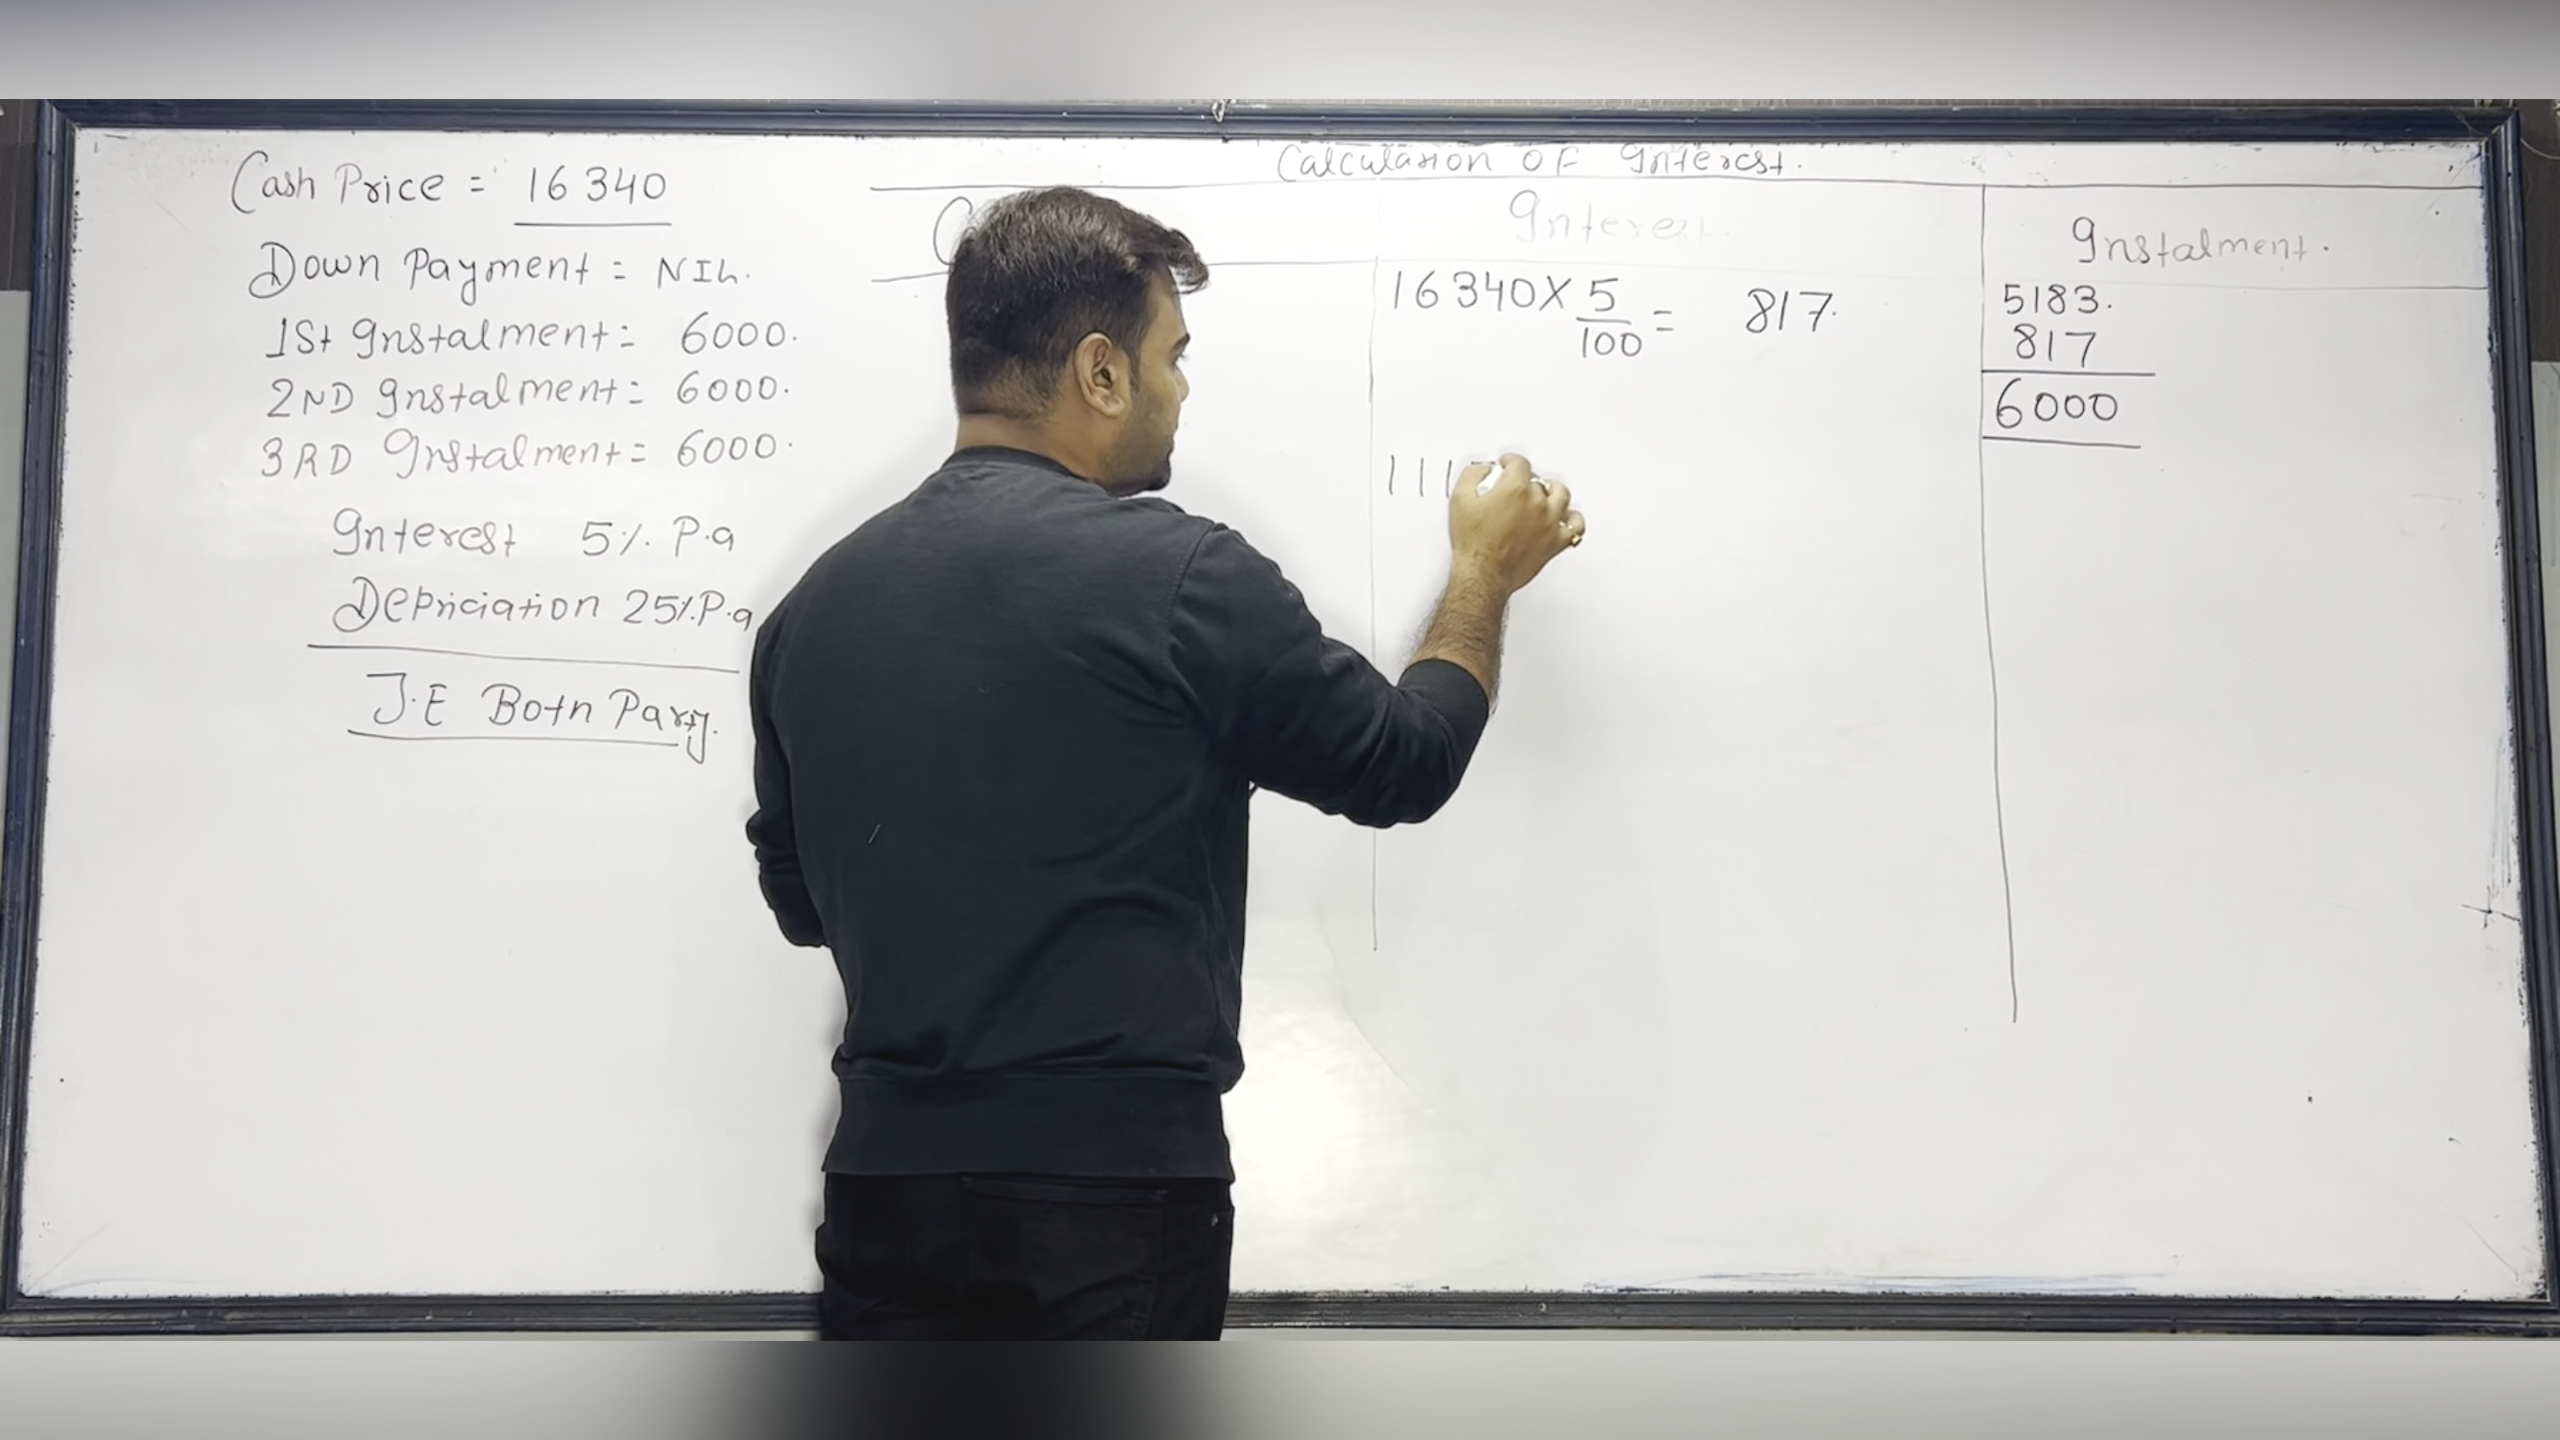 Cash Price = 16340
Down Payment = NIL.
1St Instalment = 6000.
2ND Instalment = 6000.
3RD Instalment = 6000.
Interest 5%. P.a
Depriciation 25%.P.a
J.E Both Party.
Calculation OF Interest.
Interest.
16340 X 5/100 = 817.
111
Instalment.
5183.
817
6000